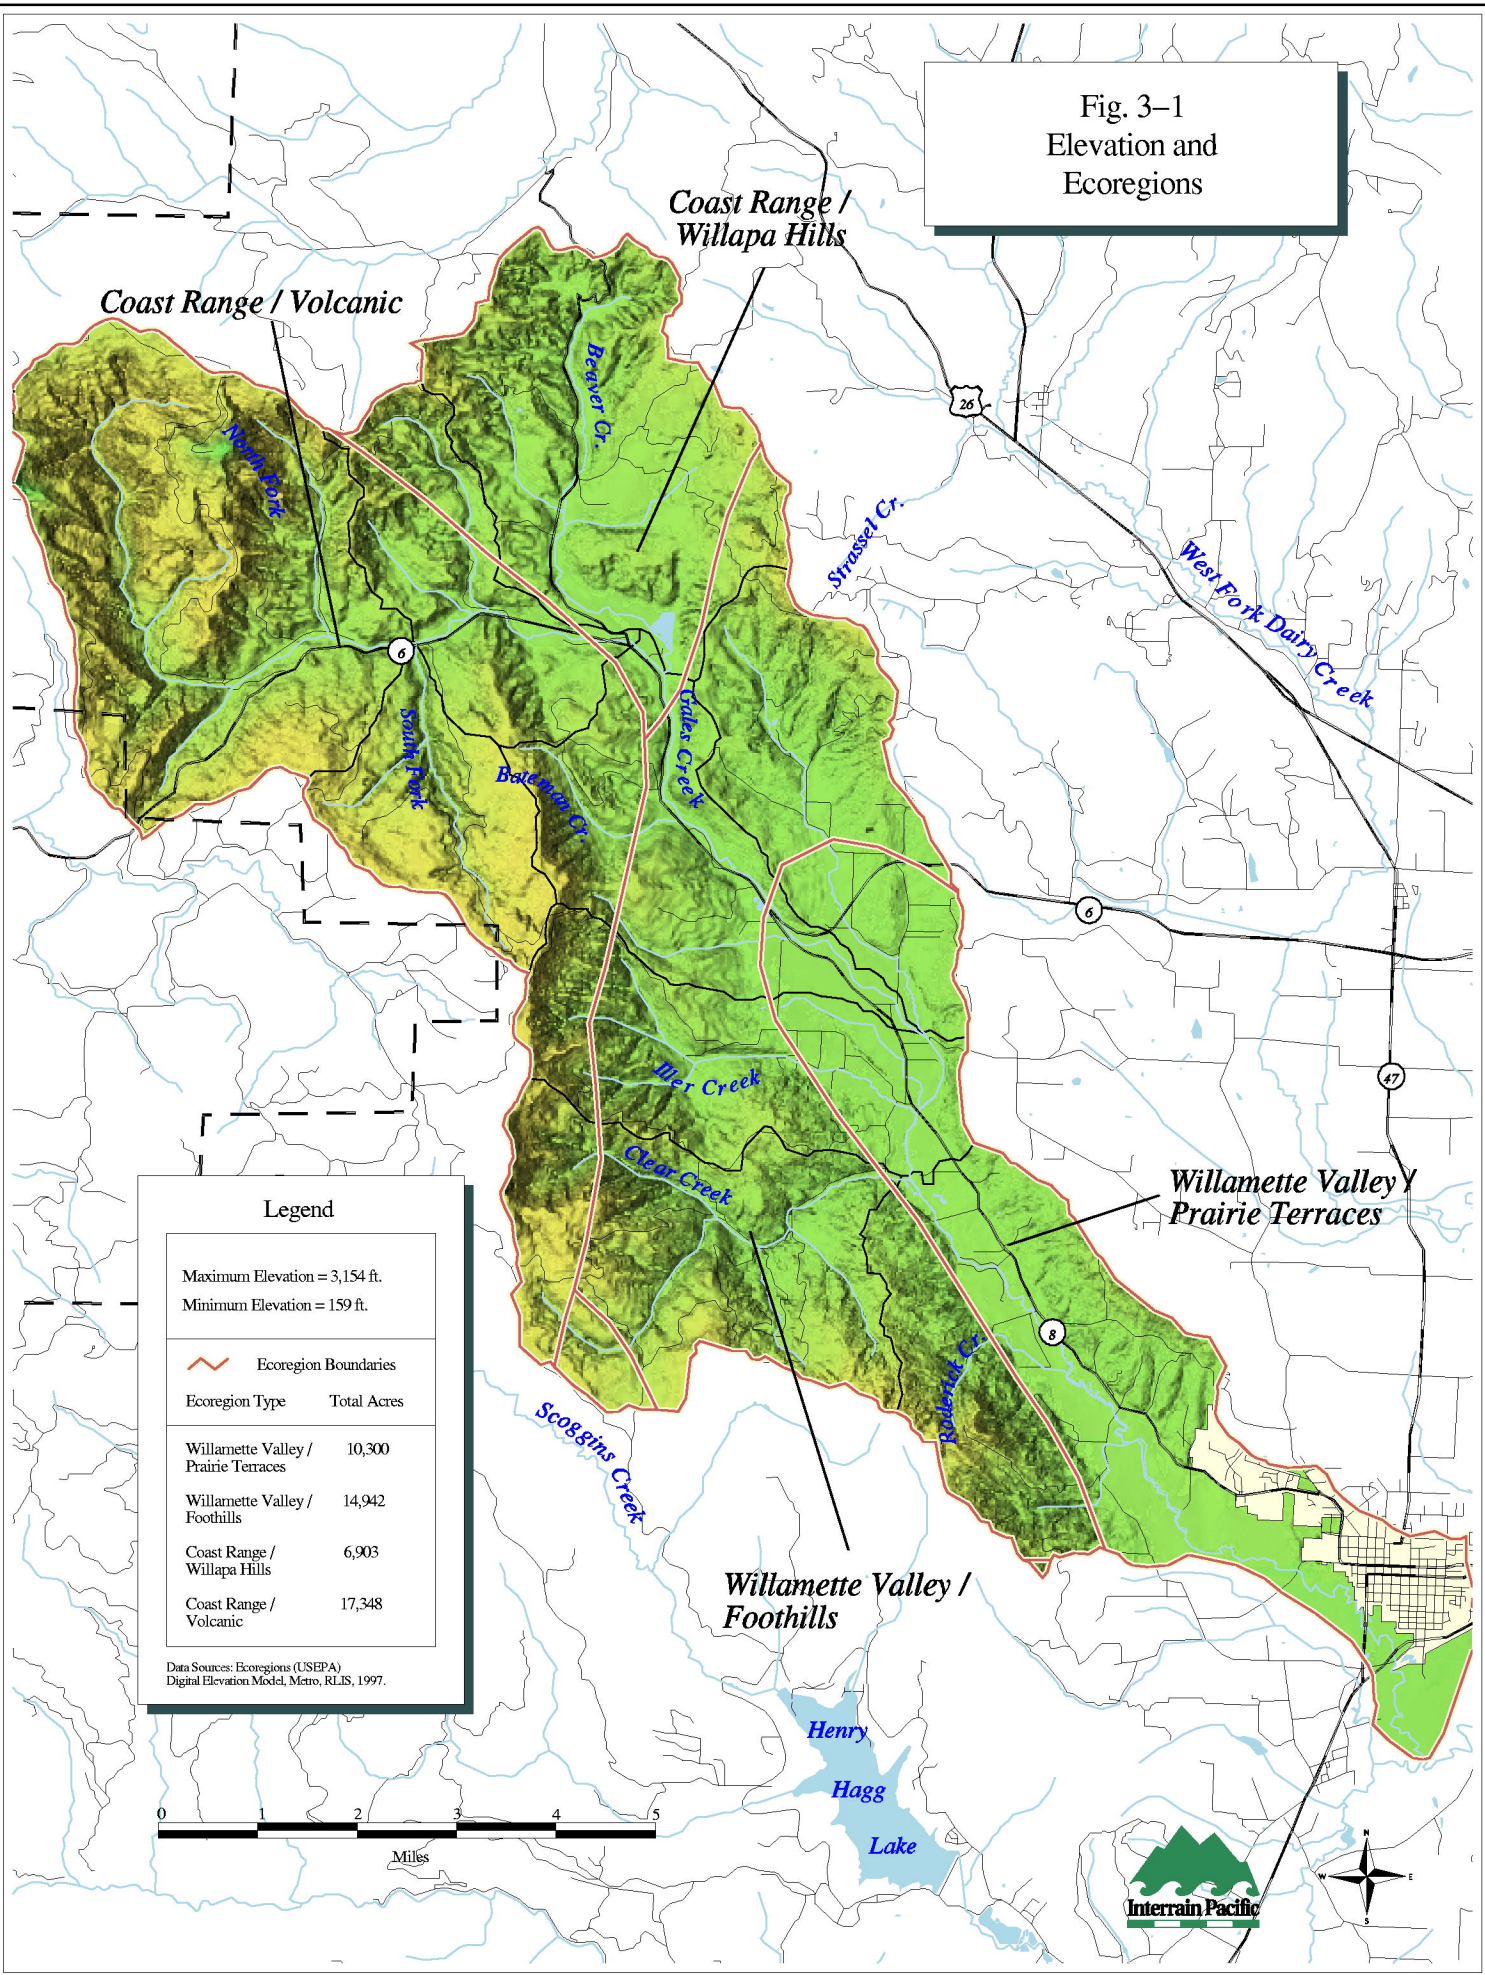 Fig. 3–1
Elevation and
Ecoregions
Coast Range /
Willapa Hills
Coast Range / Volcanic
Beaver Cr.
26
North Fork
Strassel Cr.
West Fork Dairy Creek
6
South Fork
Gales Creek
Bateman Cr.
6
47
Iller Creek
Clear Creek
Willamette Valley /
Prairie Terraces
8
Roderick Cr.
Scoggins Creek
Willamette Valley /
Foothills
Legend
Maximum Elevation = 3,154 ft.
Minimum Elevation = 159 ft.
Ecoregion Boundaries
Ecoregion Type Total Acres
Willamette Valley / 10,300
Prairie Terraces
Willamette Valley / 14,942
Foothills
Coast Range / 6,903
Willapa Hills
Coast Range / 17,348
Volcanic
Data Sources: Ecoregions (USEPA)
Digital Elevation Model, Metro, RLIS, 1997.
Henry
Hagg
Lake
0 1 2 3 4 5
Miles
Interrain Pacific
N
W E
S